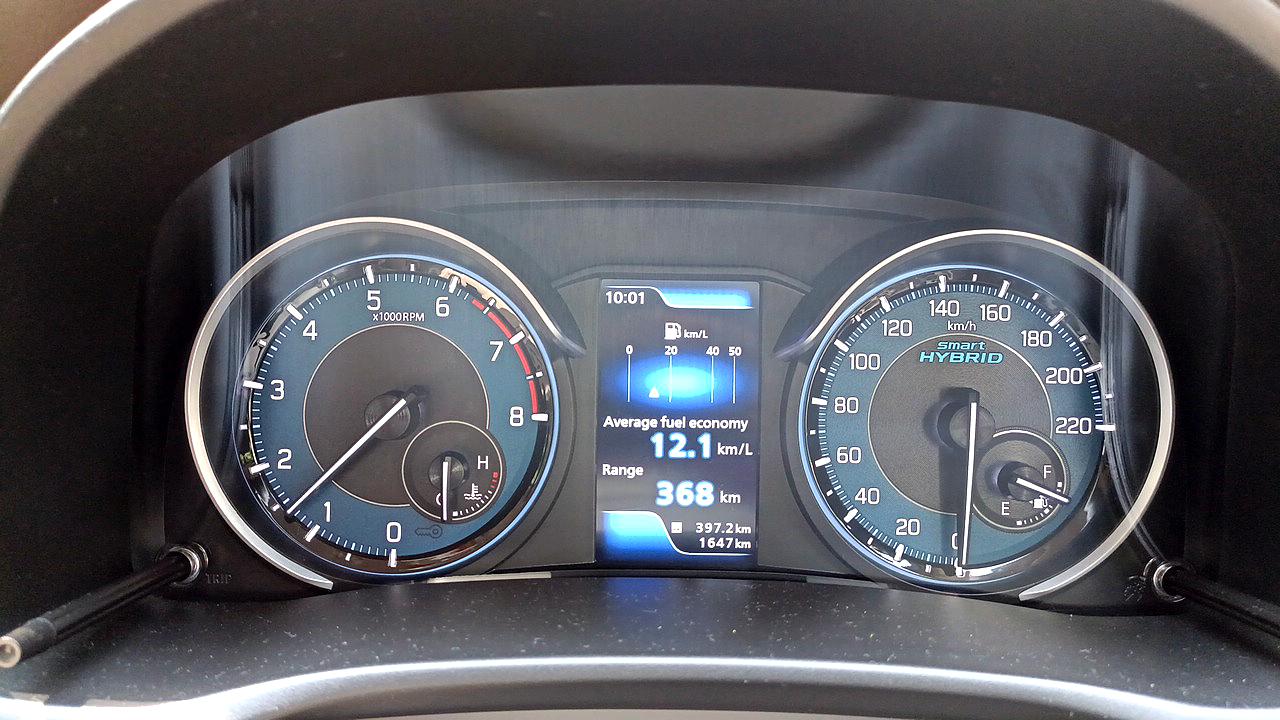 0
1
2
3
4
5
6
7
8
x1000RPM
C
H
TRIP
10:01
km/L
0 20 40 50
Average fuel economy
12.1 km/L
Range
368 km
397.2 km
1647 km
0
20
40
60
80
100
120
140
160
180
200
220
km/h
smart
HYBRID
F
E